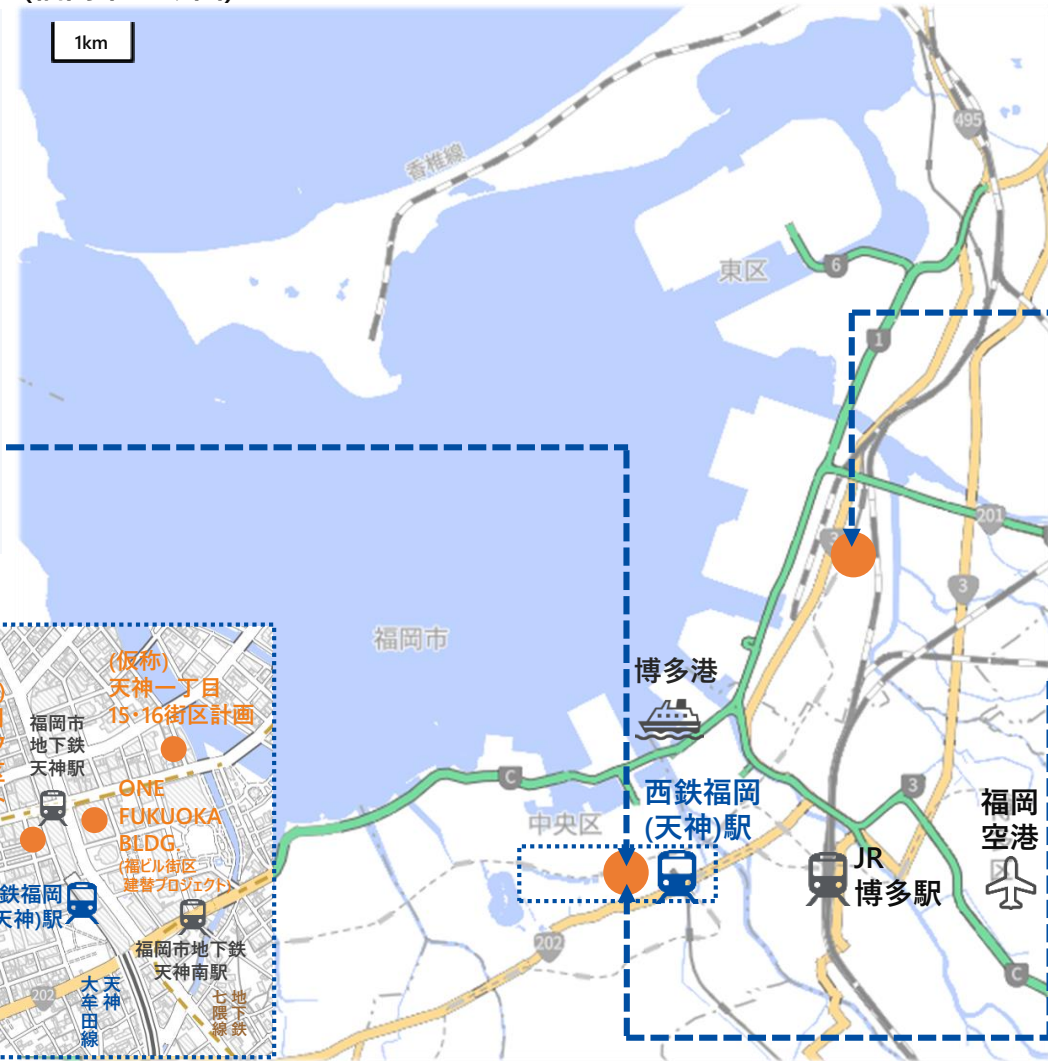 1km
香椎線
495
東区
6
1
201
3
3
福岡市
博多港
C
中央区
西鉄福岡
(天神)駅
3
福岡
空港
JR
博多駅
202
C
(仮称)
天神一丁目
15・16街区計画
福岡市
地下鉄
天神駅
ONE
FUKUOKA
BLDG.
(福ビル街区
建替プロジェクト)
鉄福岡
天神)駅
福岡市地下鉄
天神南駅
202
天神
大牟田線
地下鉄
七隈線